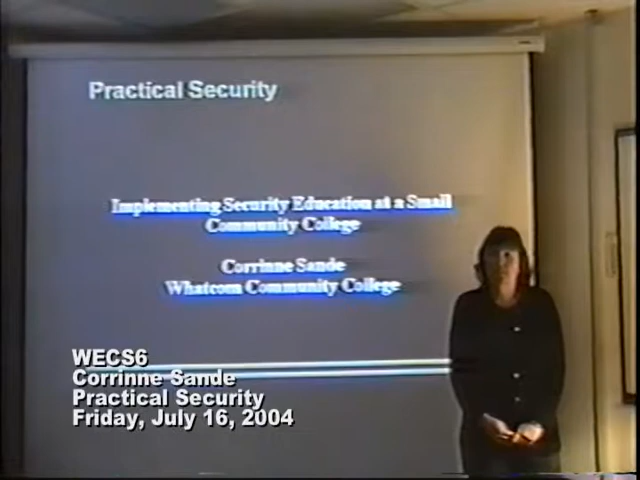 Practical Security
Implementing Security Education at a Small
Community College
Corrinne Sande
Whatcom Community College
WECS6
Corrinne Sande
Practical Security
Friday, July 16, 2004